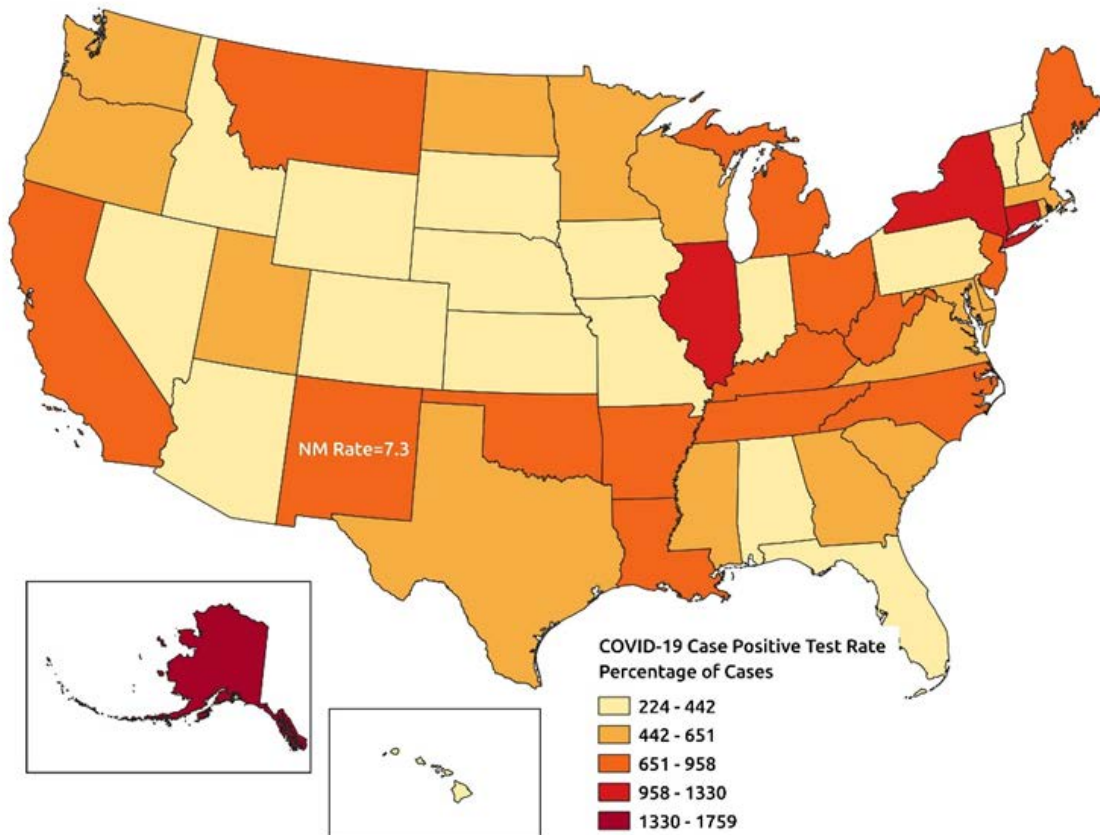 NM Rate=7.3
COVID-19 Case Positive Test Rate
Percentage of Cases
224 - 442
442 - 651
651 - 958
958 - 1330
1330 - 1759